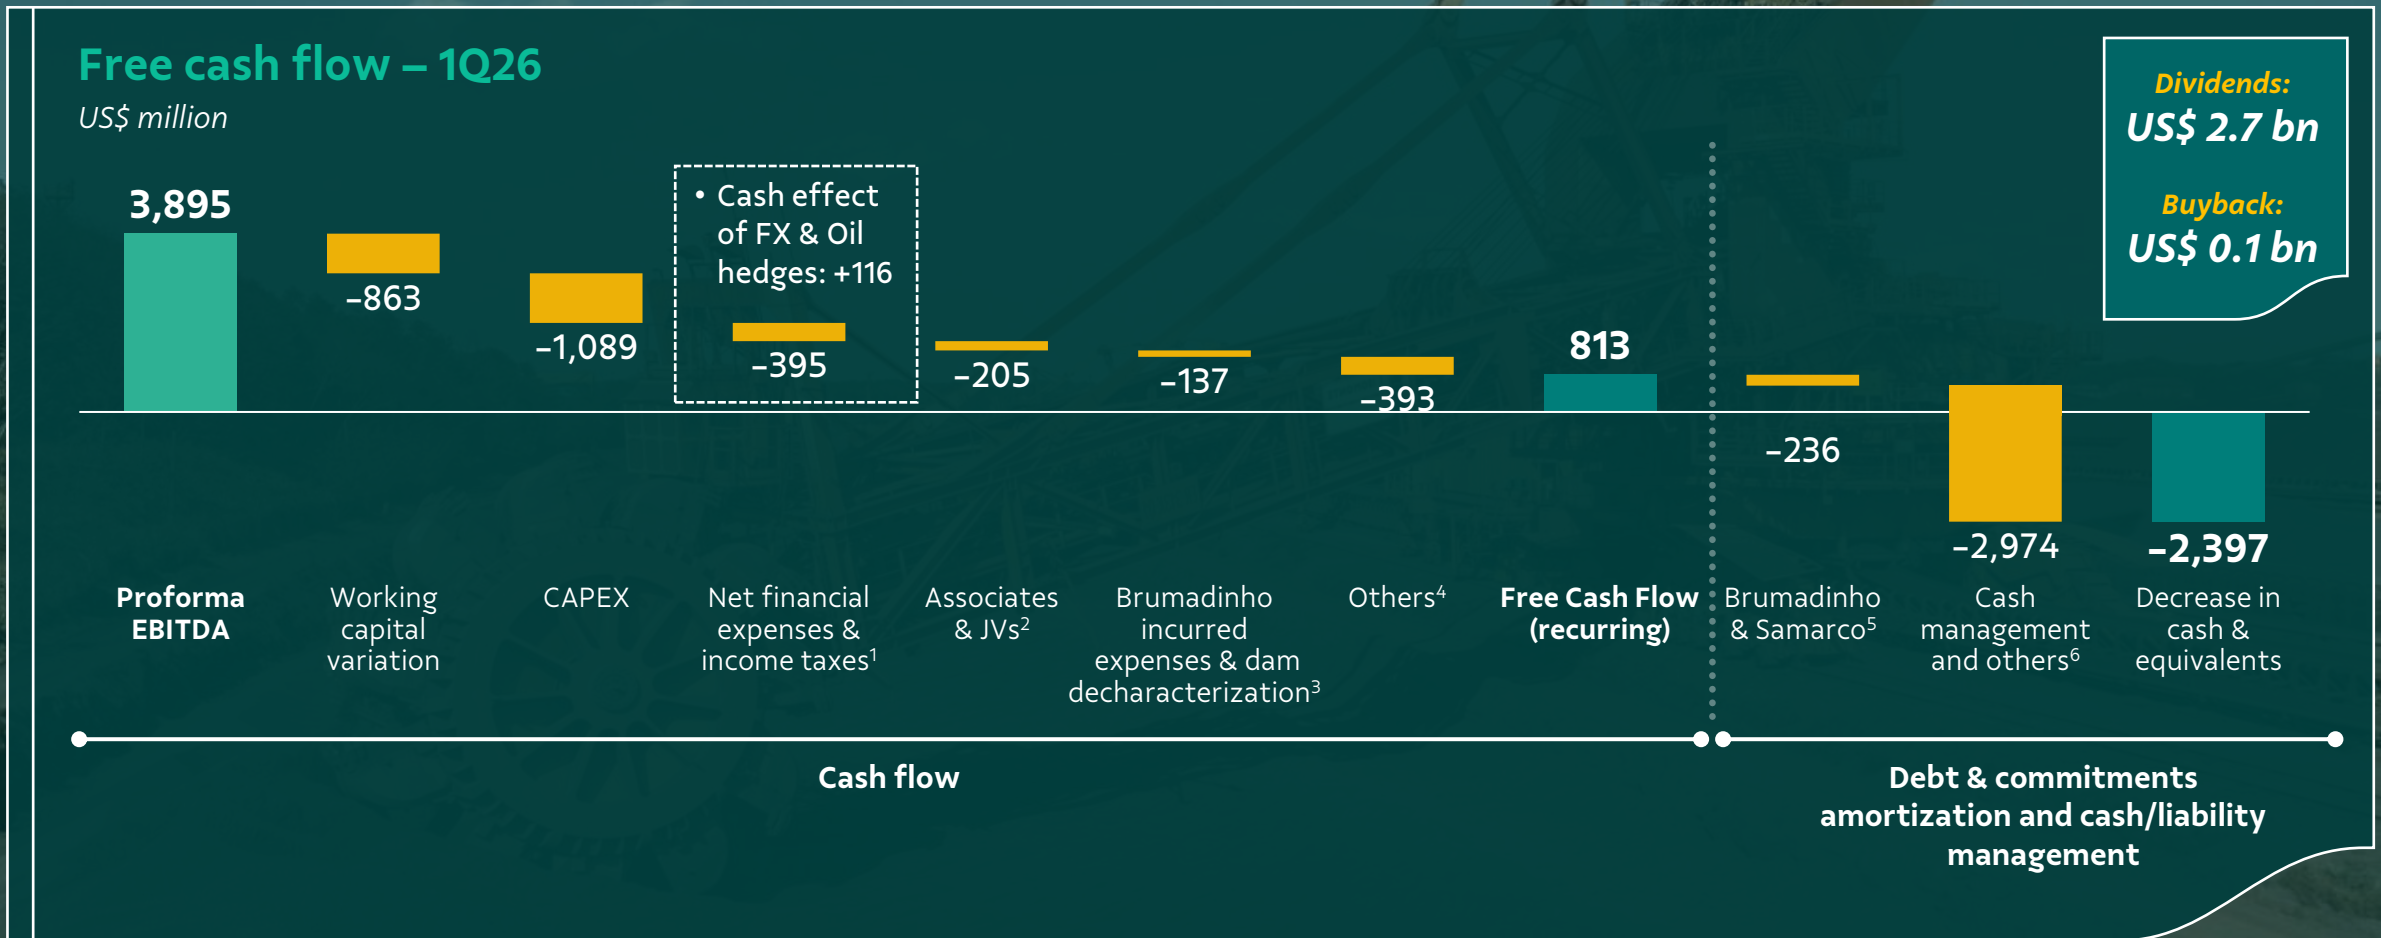 Free cash flow – 1Q26
US$ million
Dividends:
US$ 2.7 bn
Buyback:
US$ 0.1 bn
3,895
–863
–1,089
• Cash effect
of FX & Oil
hedges: +116
–395
–205
–137
–393
813
–236
–2,974
–2,397
Proforma
EBITDA
Working
capital
variation
CAPEX
Net financial
expenses &
income taxes¹
Associates
& JVs²
Brumadinho
incurred
expenses & dam
decharacterization³
Others⁴
Free Cash Flow
(recurring)
Brumadinho
& Samarco⁵
Cash
management
and others⁶
Decrease in
cash &
equivalents
Cash flow
Debt & commitments
amortization and cash/liability
management